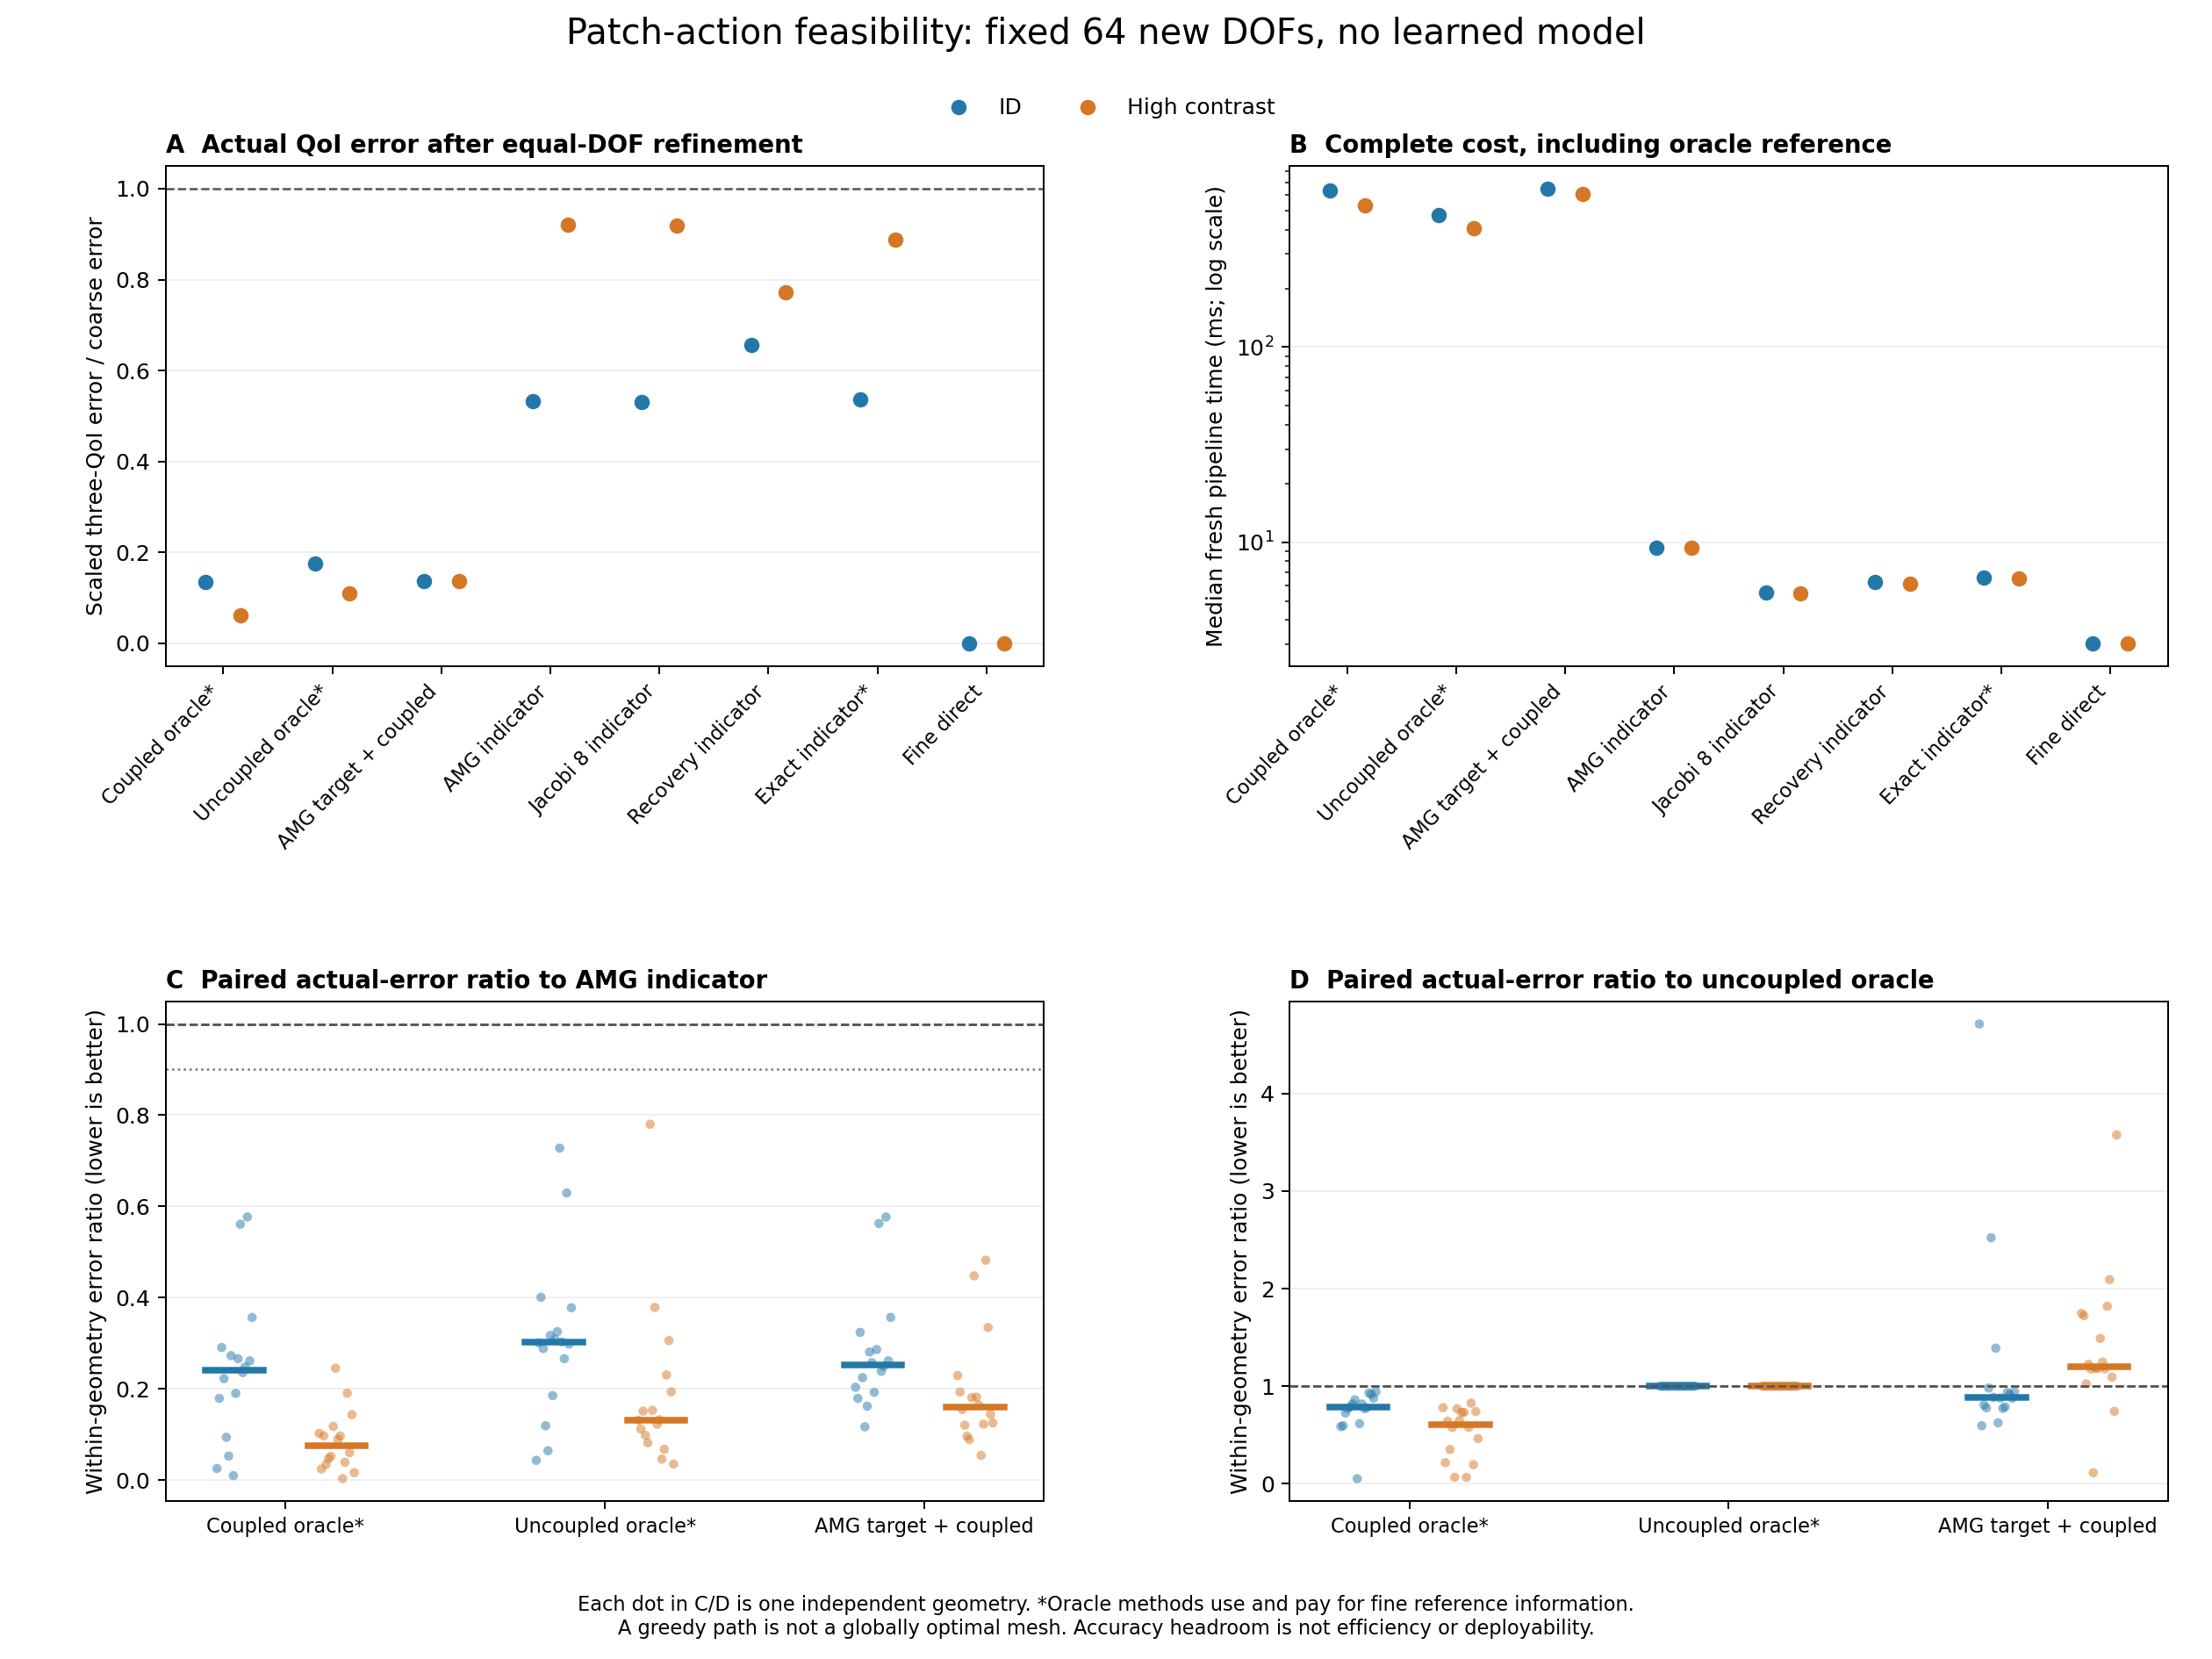 Patch-action feasibility: fixed 64 new DOFs, no learned model
ID
High contrast
A Actual QoI error after equal-DOF refinement
Scaled three-QoI error / coarse error
1.0
0.8
0.6
0.4
0.2
0.0
Coupled oracle*
Uncoupled oracle*
AMG target + coupled
AMG indicator
Jacobi 8 indicator
Recovery indicator
Exact indicator*
Fine direct
B Complete cost, including oracle reference
Median fresh pipeline time (ms; log scale)
10²
10¹
Coupled oracle*
Uncoupled oracle*
AMG target + coupled
AMG indicator
Jacobi 8 indicator
Recovery indicator
Exact indicator*
Fine direct
C Paired actual-error ratio to AMG indicator
Within-geometry error ratio (lower is better)
1.0
0.8
0.6
0.4
0.2
0.0
Coupled oracle*
Uncoupled oracle*
AMG target + coupled
D Paired actual-error ratio to uncoupled oracle
Within-geometry error ratio (lower is better)
4
3
2
1
0
Coupled oracle*
Uncoupled oracle*
AMG target + coupled
Each dot in C/D is one independent geometry. *Oracle methods use and pay for fine reference information.
A greedy path is not a globally optimal mesh. Accuracy headroom is not efficiency or deployability.